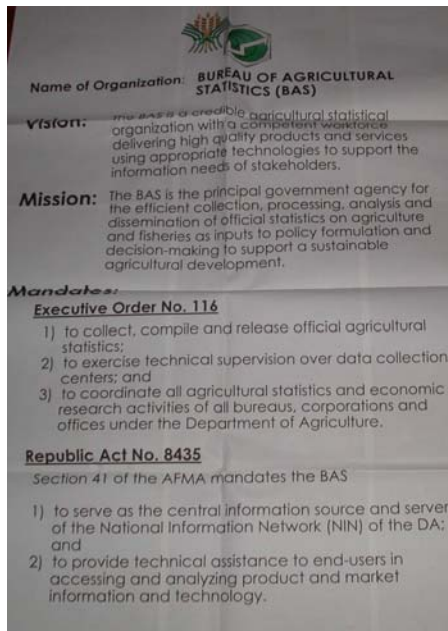 Name of Organization: BUREAU OF AGRICULTURAL
STATISTICS (BAS)
Vision: The BAS is a credible agricultural statistical
organization with a competent workforce
delivering high quality products and services
using appropriate technologies to support the
information needs of stakeholders.
Mission: The BAS is the principal government agency for
the efficient collection, processing, analysis and
dissemination of official statistics on agriculture
and fisheries as inputs to policy formulation and
decision-making to support a sustainable
agricultural development.
Mandates:
Executive Order No. 116
1) to collect, compile and release official agricultural
statistics;
2) to exercise technical supervision over data collection
centers; and
3) to coordinate all agricultural statistics and economic
research activities of all bureaus, corporations and
offices under the Department of Agriculture.
Republic Act No. 8435
Section 41 of the AFMA mandates the BAS
1) to serve as the central information source and server
of the National Information Network (NIN) of the DA;
and
2) to provide technical assistance to end-users in
accessing and analyzing product and market
information and technology.